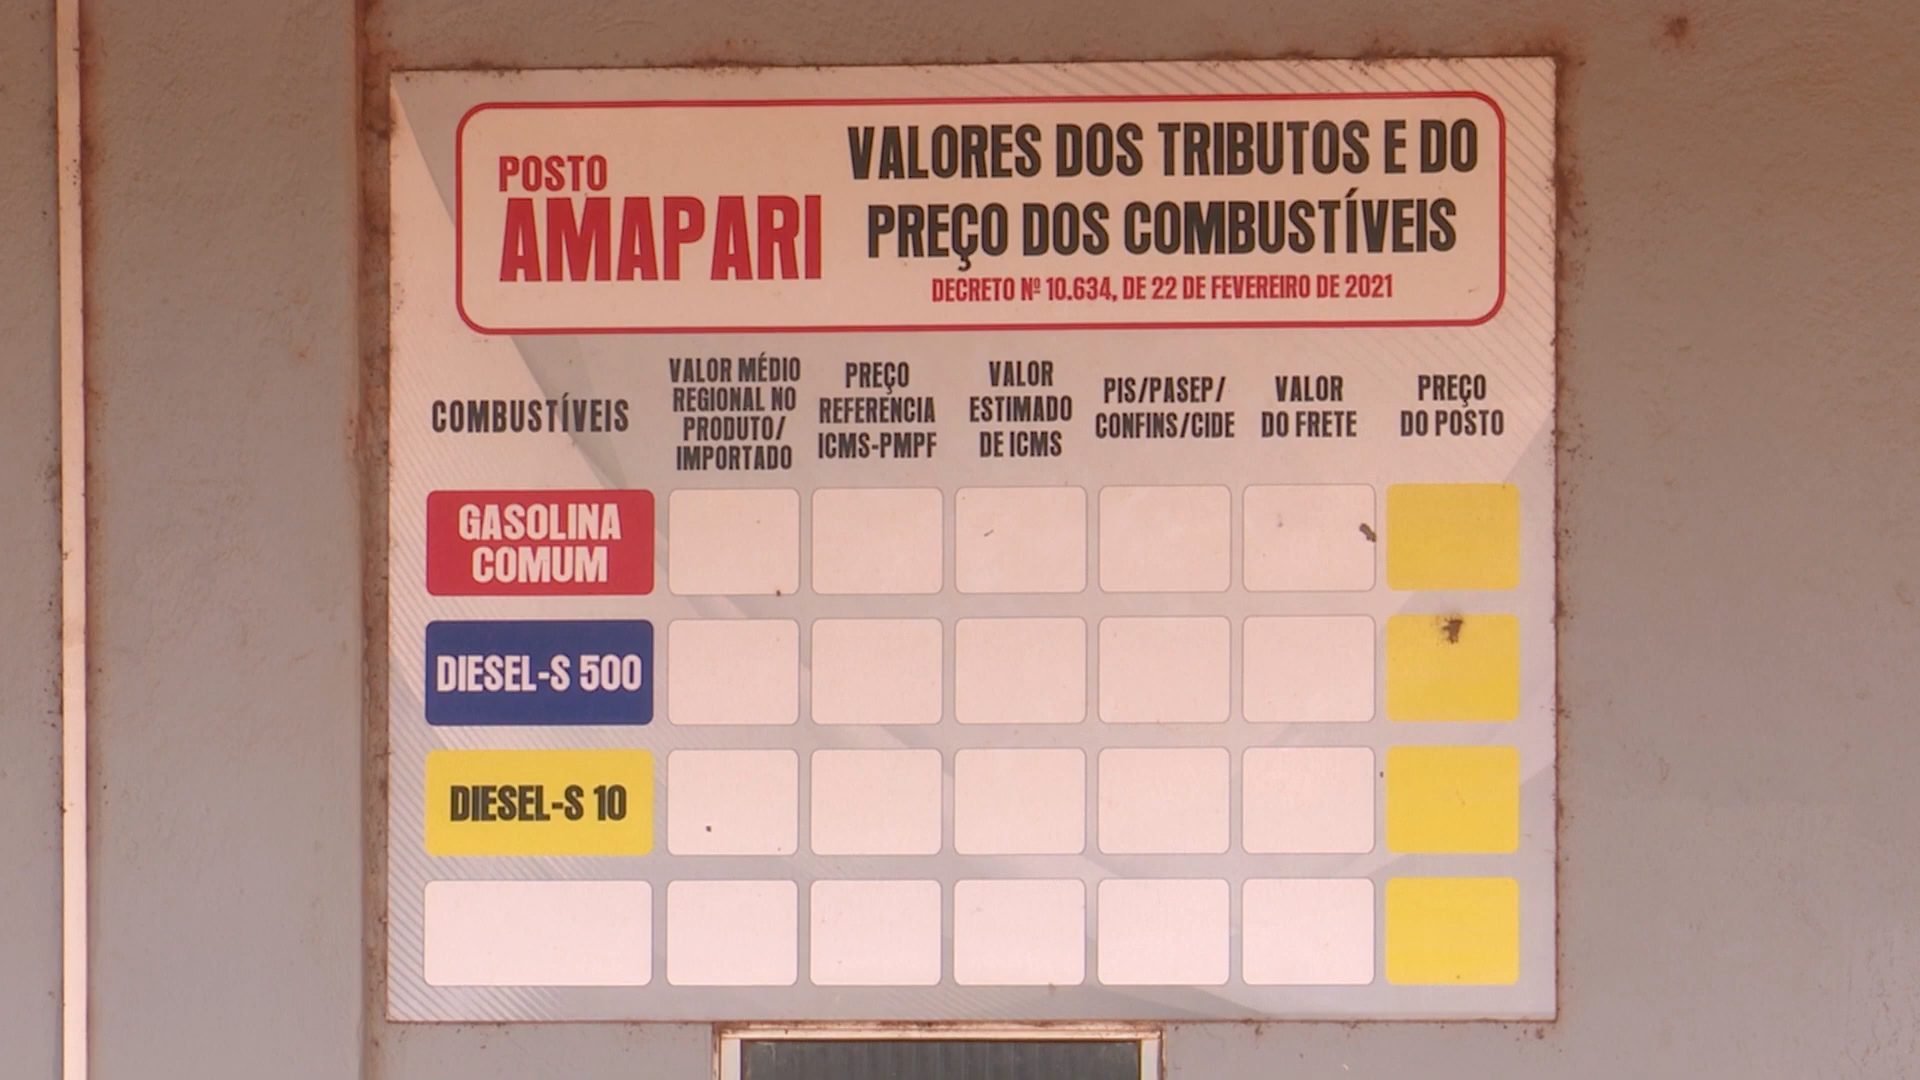 POSTO
AMAPARI
VALORES DOS TRIBUTOS E DO
PREÇO DOS COMBUSTÍVEIS
DECRETO Nº 10.634, DE 22 DE FEVEREIRO DE 2021
COMBUSTÍVEIS
VALOR MÉDIO
REGIONAL NO
PRODUTO/
IMPORTADO
PREÇO
REFERENCIA
ICMS-PMPF
VALOR
ESTIMADO
DE ICMS
PIS/PASEP/
CONFINS/CIDE
VALOR
DO FRETE
PREÇO
DO POSTO
GASOLINA
COMUM
DIESEL-S 500
DIESEL-S 10